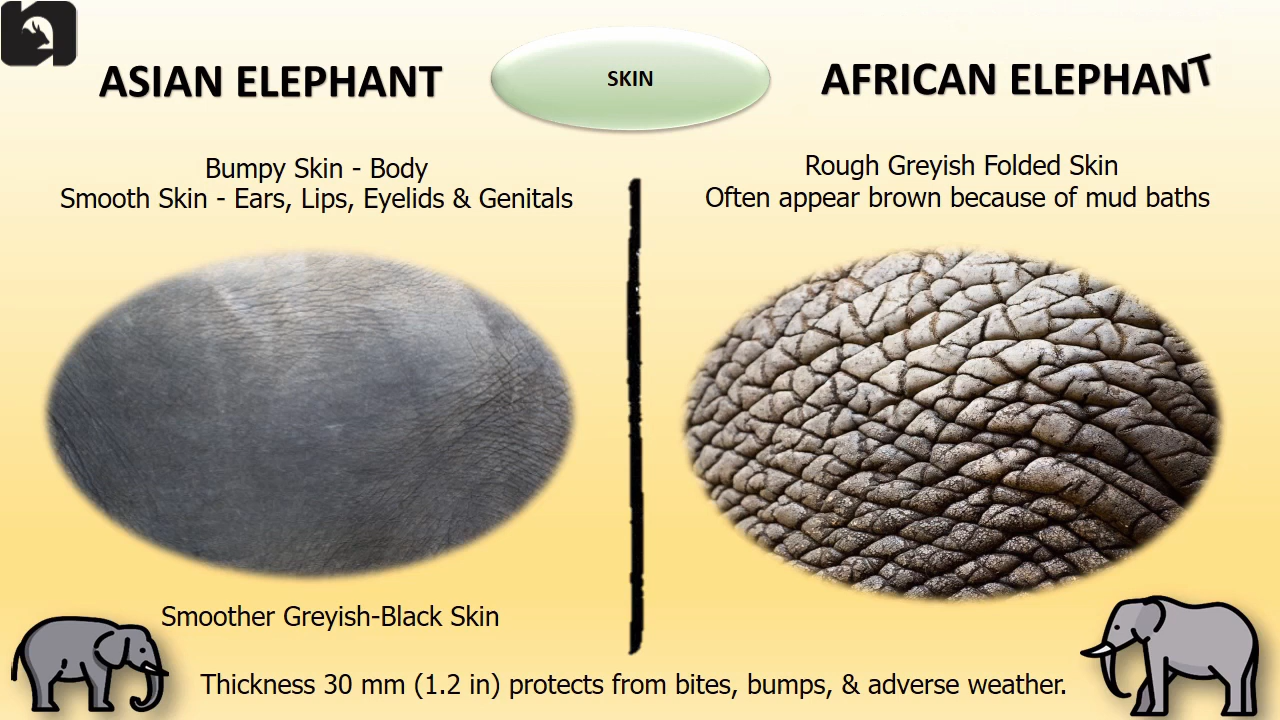 ASIAN ELEPHANT
SKIN
AFRICAN ELEPHANT
Bumpy Skin - Body
Smooth Skin - Ears, Lips, Eyelids & Genitals
Rough Greyish Folded Skin
Often appear brown because of mud baths
Smoother Greyish-Black Skin
Thickness 30 mm (1.2 in) protects from bites, bumps, & adverse weather.